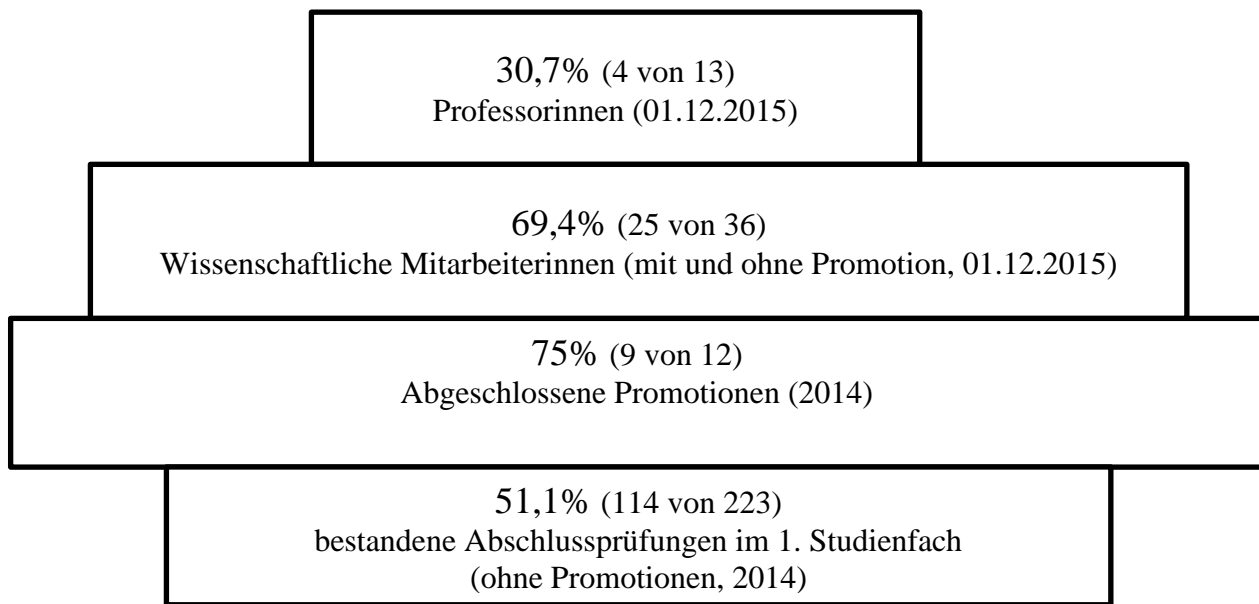 30,7% (4 von 13)
Professorinnen (01.12.2015)
69,4% (25 von 36)
Wissenschaftliche Mitarbeiterinnen (mit und ohne Promotion, 01.12.2015)
75% (9 von 12)
Abgeschlossene Promotionen (2014)
51,1% (114 von 223)
bestandene Abschlussprüfungen im 1. Studienfach
(ohne Promotionen, 2014)